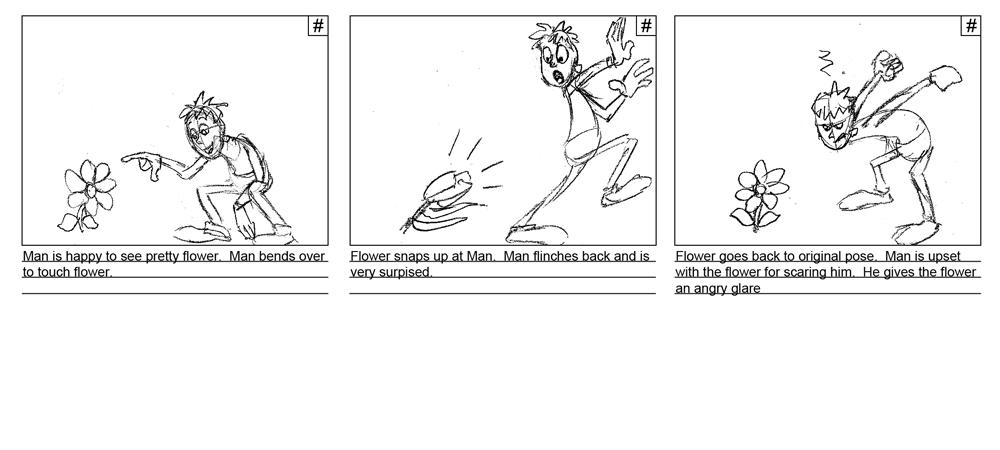 #
#
#
Man is happy to see pretty flower. Man bends over
to touch flower.
Flower snaps up at Man. Man flinches back and is
very surpised.
Flower goes back to original pose. Man is upset
with the flower for scaring him. He gives the flower
an angry glare